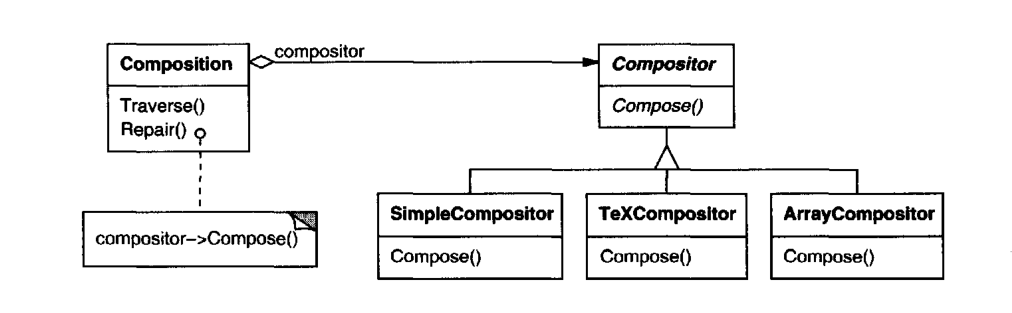 Composition
Traverse()
Repair()
compositor
Compositor
Compose()
compositor->Compose()
SimpleCompositor
Compose()
TeXCompositor
Compose()
ArrayCompositor
Compose()